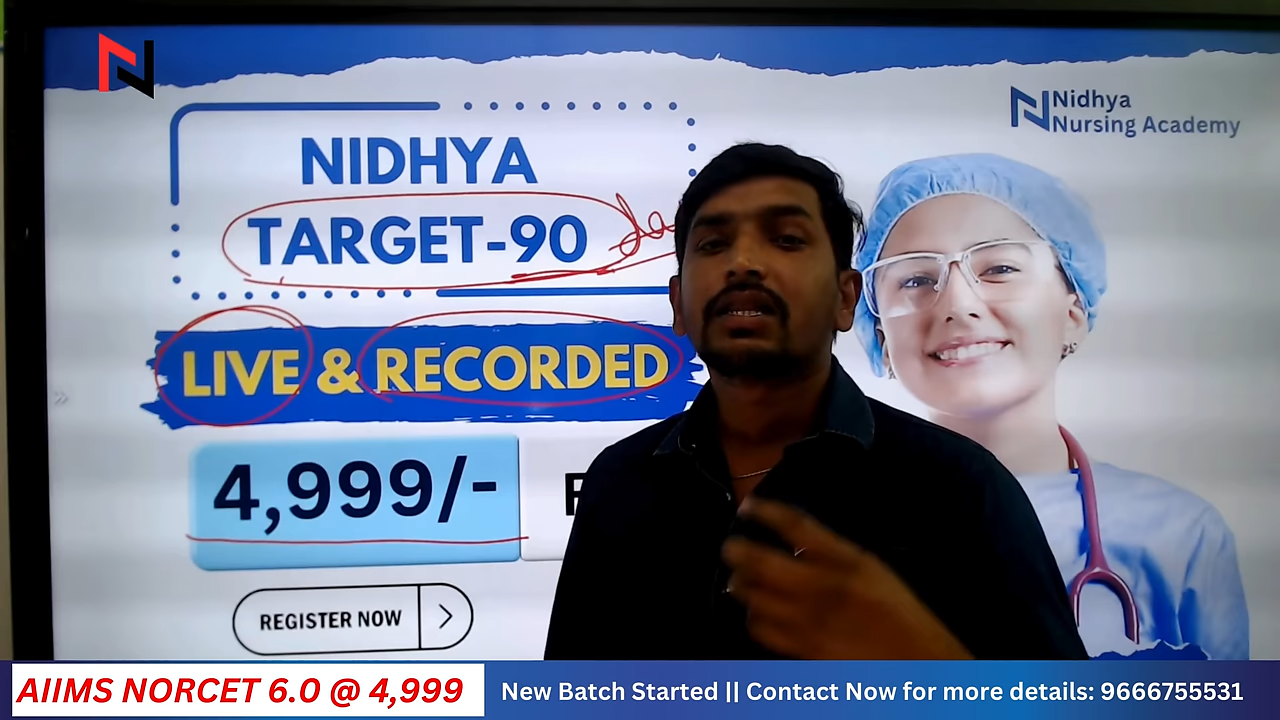 Nidhya
Nursing Academy
NIDHYA
TARGET-90
LIVE & RECORDED
4,999/-
REGISTER NOW
AIIMS NORCET 6.0 @ 4,999
New Batch Started || Contact Now for more details: 9666755531